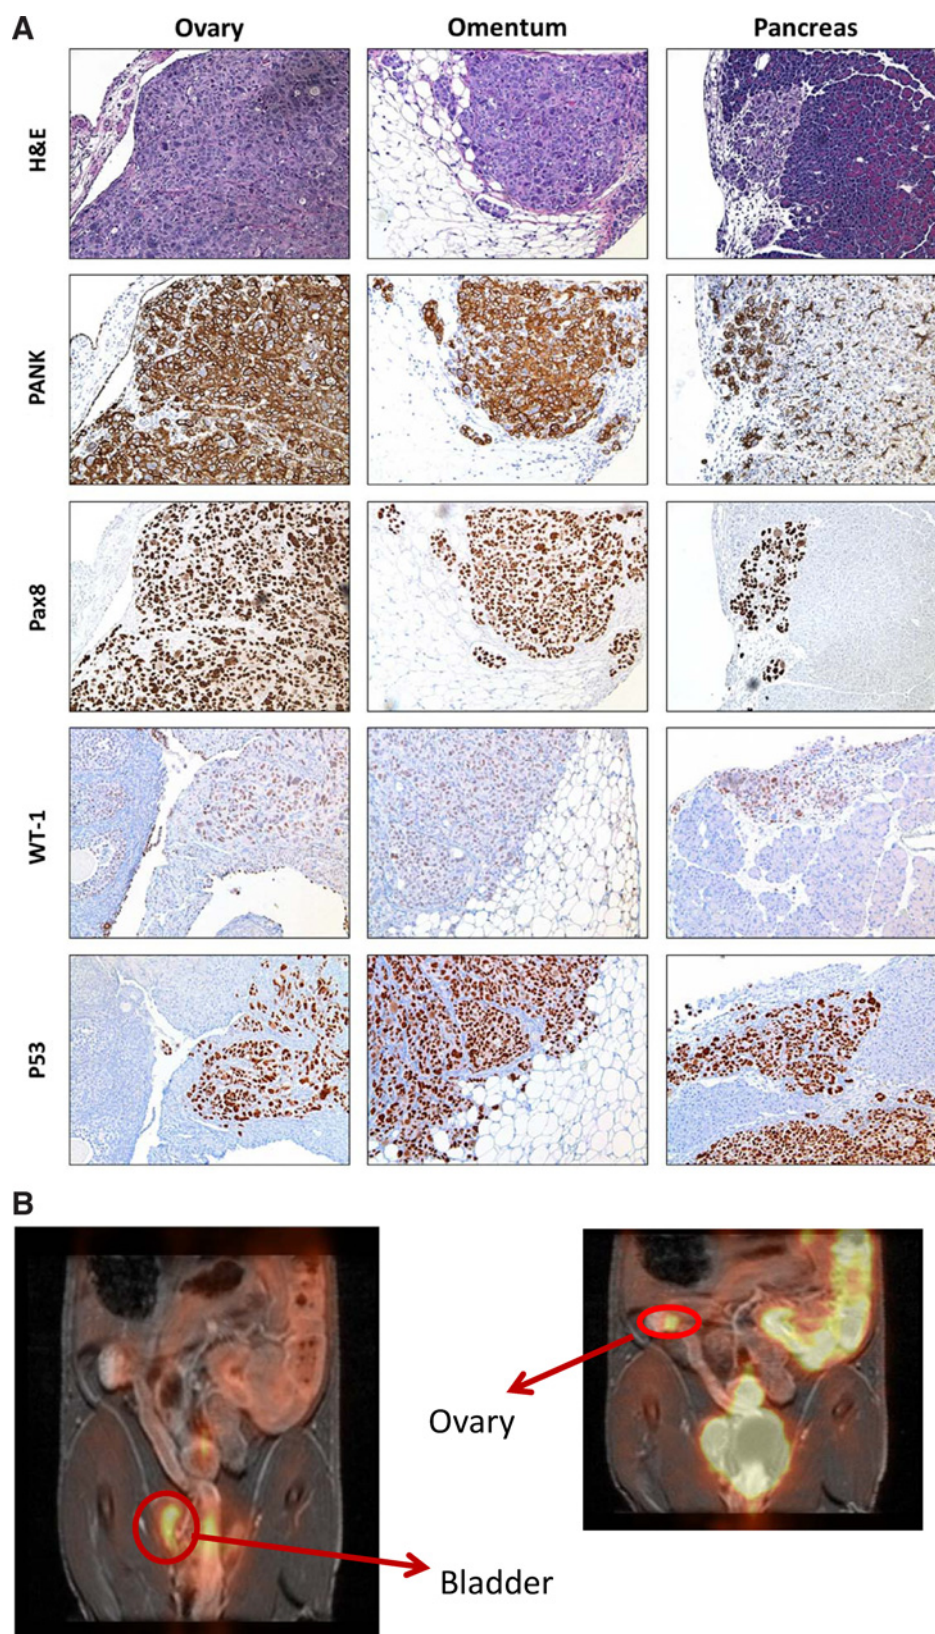 A
Ovary Omentum Pancreas
H&E
PANK
Pax8
WT-1
P53
B
Ovary
Bladder